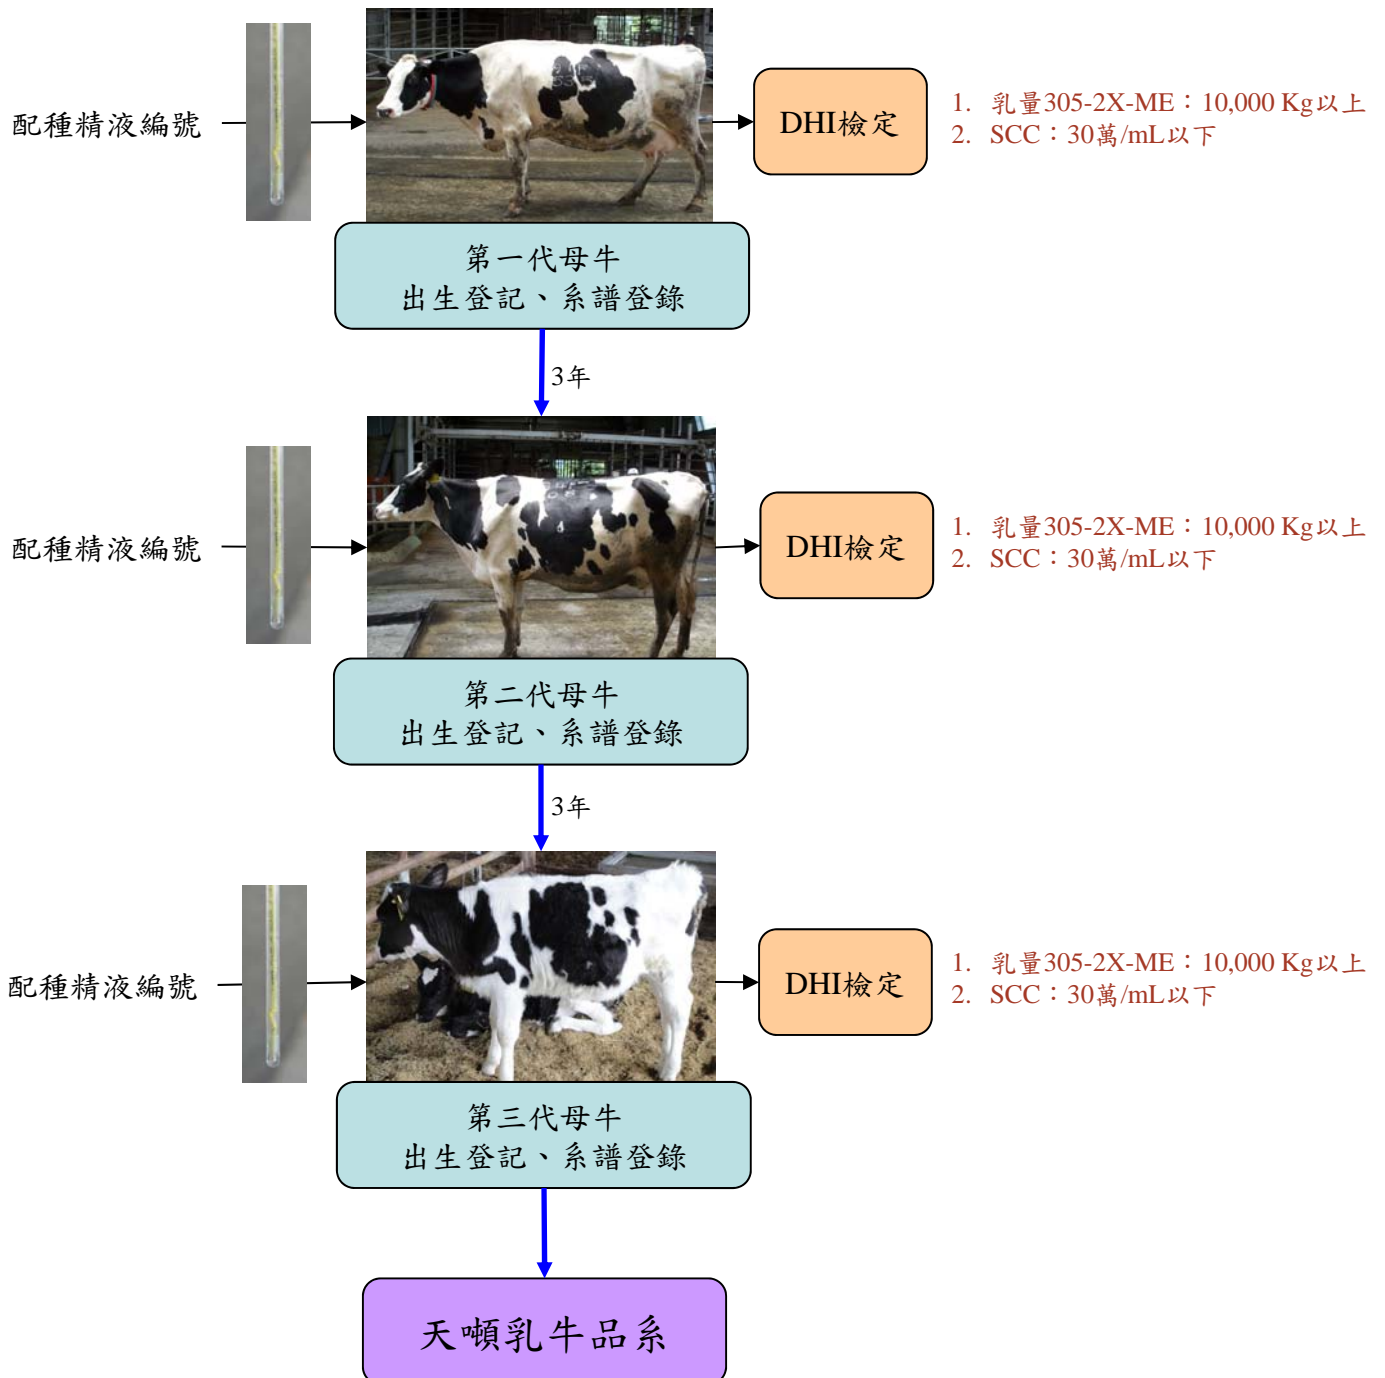 配種精液編號
DHI檢定
1. 乳量305-2X-ME：10,000 Kg以上
2. SCC：30萬/mL以下
第一代母牛
出生登記、系譜登錄
3年
配種精液編號
DHI檢定
1. 乳量305-2X-ME：10,000 Kg以上
2. SCC：30萬/mL以下
第二代母牛
出生登記、系譜登錄
3年
配種精液編號
DHI檢定
1. 乳量305-2X-ME：10,000 Kg以上
2. SCC：30萬/mL以下
第三代母牛
出生登記、系譜登錄
天噸乳牛品系